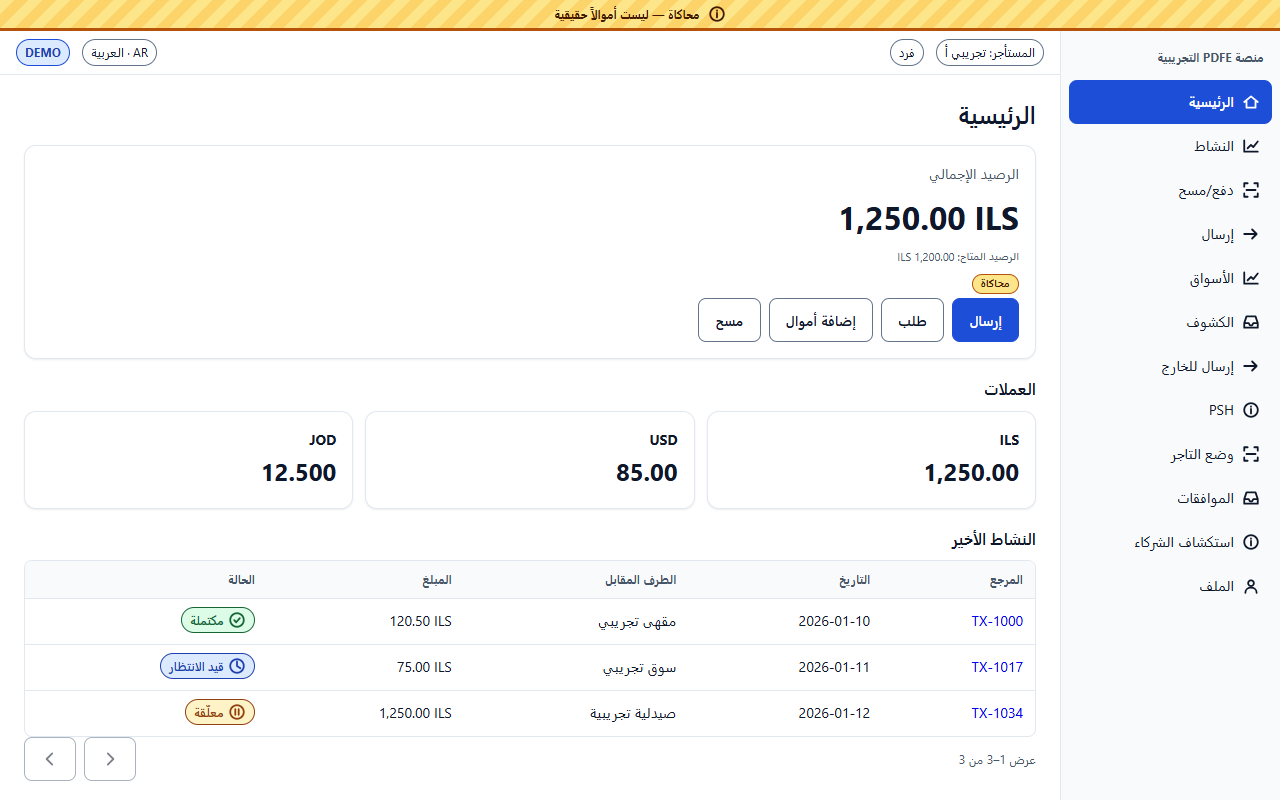 محاكاة — ليست أموالاً حقيقية
منصة PDFE التجريبية
الرئيسية
النشاط
دفع/مسح
إرسال
الأسواق
الكشوف
إرسال للخارج
PSH
وضع التاجر
الموافقات
استكشاف الشركاء
الملف
المستأجر: تجريبي أ
فرد
AR · العربية
DEMO
الرئيسية
الرصيد الإجمالي
1,250.00 ILS
الرصيد المتاح: 1,200.00 ILS
محاكاة
إرسال طلب إضافة أموال مسح
العملات
ILS
1,250.00
USD
85.00
JOD
12.500
النشاط الأخير
المرجع التاريخ الطرف المقابل المبلغ الحالة
TX-1000 2026-01-10 مقهى تجريبي 120.50 ILS مكتملة
TX-1017 2026-01-11 سوق تجريبي 75.00 ILS قيد الانتظار
TX-1034 2026-01-12 صيدلية تجريبية 1,250.00 ILS معلّقة
عرض 1–3 من 3